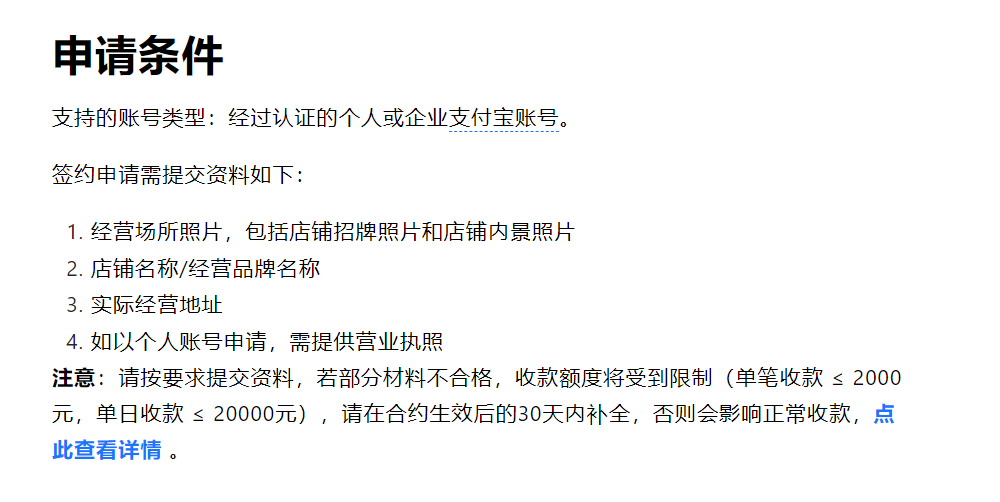 申请条件
支持的账号类型：经过认证的个人或企业支付宝账号。
签约申请需提交资料如下：
1. 经营场所照片，包括店铺招牌照片和店铺内景照片
2. 店铺名称/经营品牌名称
3. 实际经营地址
4. 如以个人账号申请，需提供营业执照
注意：请按要求提交资料，若部分材料不合格，收款额度将受到限制（单笔收款 ≤ 2000
元，单日收款 ≤ 20000元），请在合约生效后的30天内补全，否则会影响正常收款，点
此查看详情 。